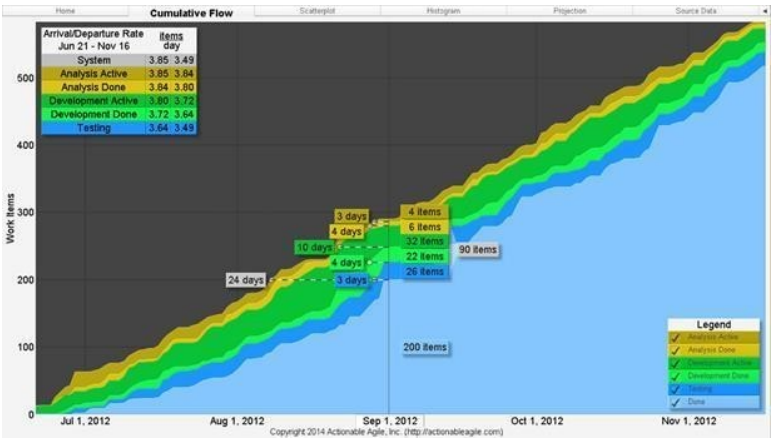 Home Cumulative Flow Scatterplot Histogram Projection Source Data
Arrival/Departure Rate items
Jun 21 - Nov 16 day
System 3.85 3.49
Analysis Active 3.85 3.84
Analysis Done 3.84 3.80
Development Active 3.80 3.72
Development Done 3.72 3.64
Testing 3.64 3.49
500
400
300
200
100
0
Work Items
3 days 4 items
4 days 6 items
10 days 32 items
90 items
4 days 22 items
24 days 3 days 26 items
200 items
Legend
Analysis Active
Analysis Done
Development Active
Development Done
Testing
Done
Jul 1, 2012 Aug 1, 2012 Sep 1, 2012 Oct 1, 2012 Nov 1, 2012
Copyright 2014 Actionable Agile, Inc. (http://actionableagile.com)